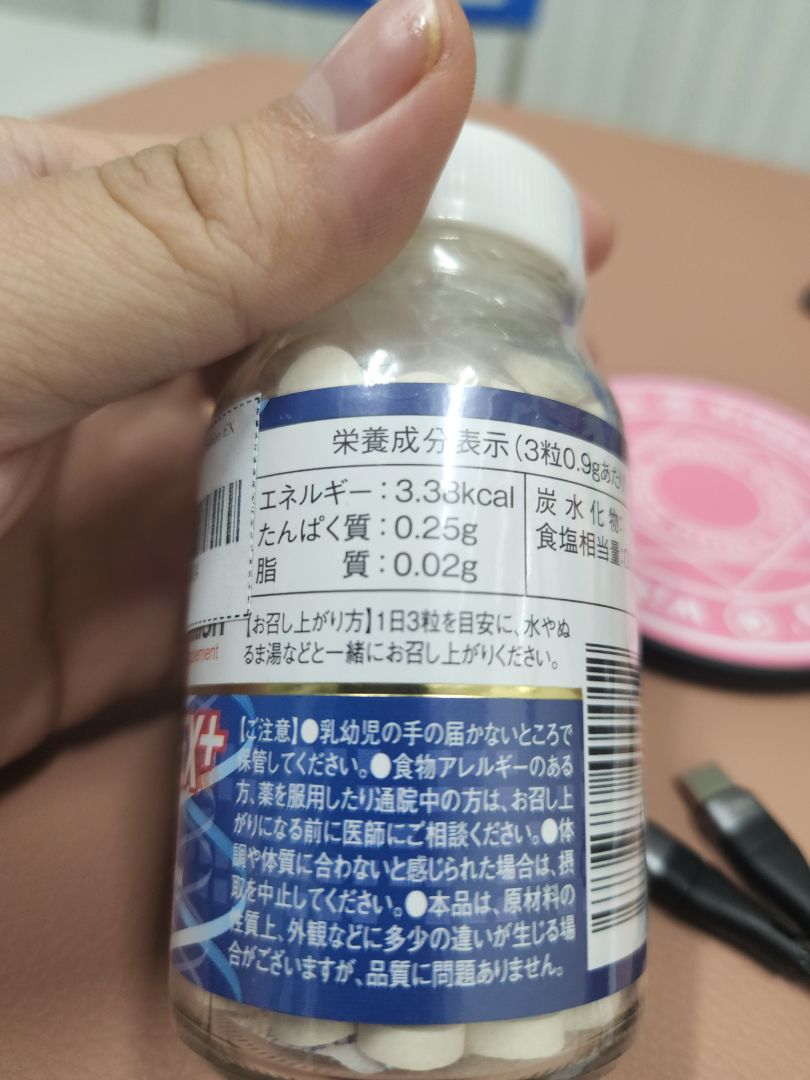 栄養成分表示(3粒0.9gあたり
エネルギー:3.38kcal
たんぱく質:0.25g
脂　　質:0.02g
炭水化物:
食塩相当量:
【お召し上がり方】1日3粒を目安に、水やぬ
るま湯などと一緒にお召し上がりください。
【ご注意】●乳幼児の手の届かないところで
保管してください。●食物アレルギーのある
方、薬を服用したり通院中の方は、お召し上
がりになる前に医師にご相談ください。●体
調や体質に合わないと感じられた場合は、摂
取を中止してください。●本品は、原材料の
性質上、外観などに多少の違いが生じる場
合がございますが、品質に問題ありません。
EX
X+